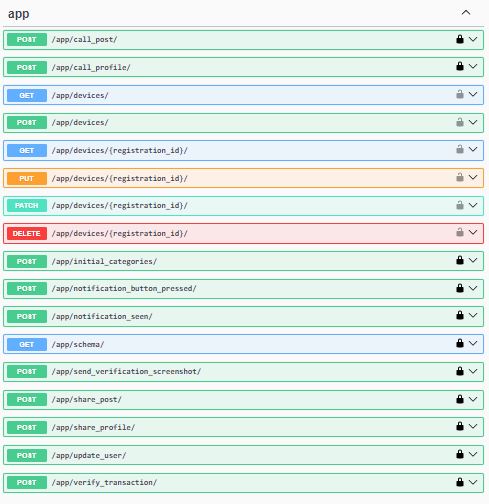 app
POST /app/call_post/
POST /app/call_profile/
GET /app/devices/
POST /app/devices/
GET /app/devices/{registration_id}/
PUT /app/devices/{registration_id}/
PATCH /app/devices/{registration_id}/
DELETE /app/devices/{registration_id}/
POST /app/initial_categories/
POST /app/notification_button_pressed/
POST /app/notification_seen/
GET /app/schema/
POST /app/send_verification_screenshot/
POST /app/share_post/
POST /app/share_profile/
POST /app/update_user/
POST /app/verify_transaction/